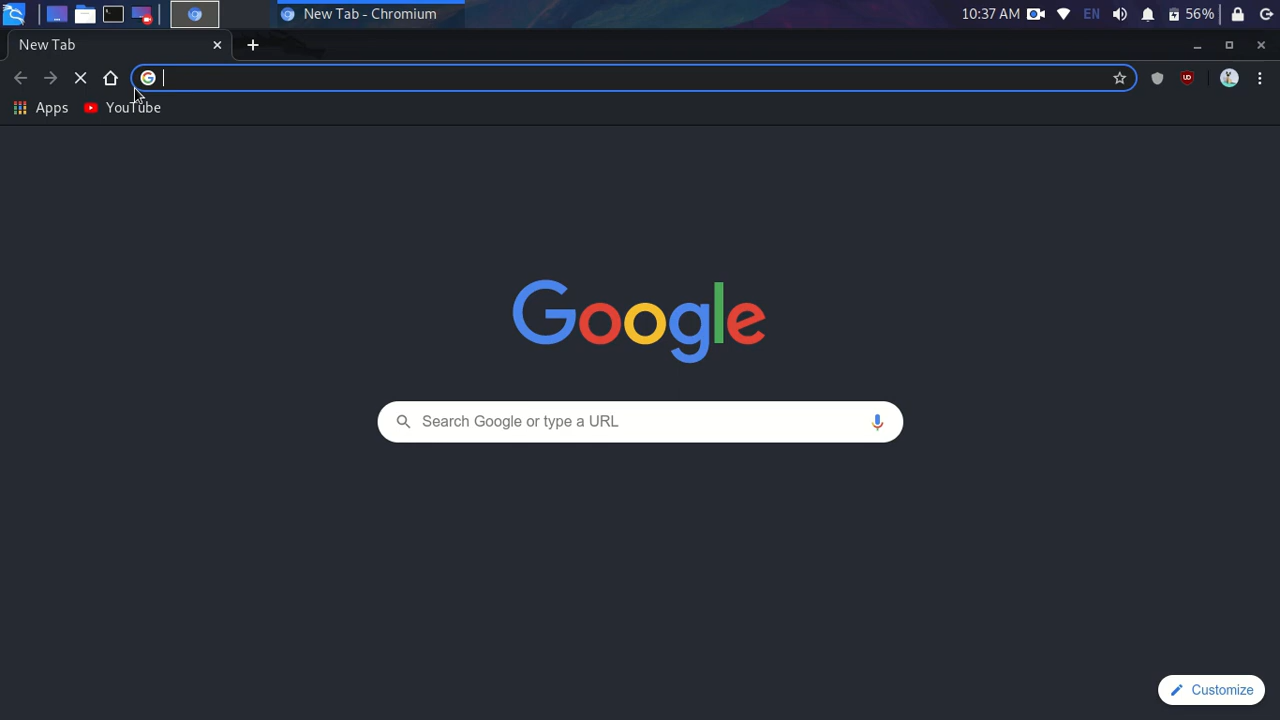 New Tab - Chromium
10:37 AM
EN
56%
New Tab
Apps
YouTube
Google
Search Google or type a URL
Customize